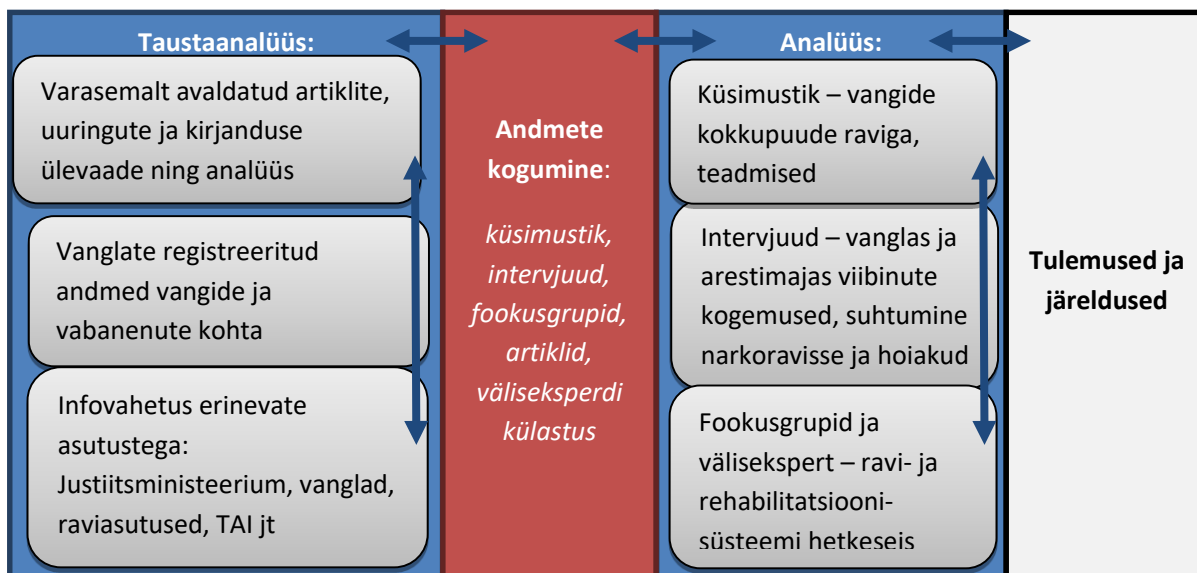 Taustaanalüüs:
Varasemalt avaldatud artiklite,
uuringute ja kirjanduse
ülevaade ning analüüs
Vanglate registreeritud
andmed vangide ja
vabanenute kohta
Infovahetus erinevate
asutustega:
Justiitsministeerium, vanglad,
raviasutused, TAI jt
Andmete
kogumine:
küsimustik,
intervjuud,
fookusgrupid,
artiklid,
väliseksperdi
külastus
Analüüs:
Küsimustik – vangide
kokkupuude raviga,
teadmised
Intervjuud – vanglas ja
arestimajas viibinute
kogemused, suhtumine
narkoravisse ja hoiakud
Fookusgrupid ja
välisekspert – ravi- ja
rehabilitatsiooni-
süsteemi hetkeseis
Tulemused ja
järeldused